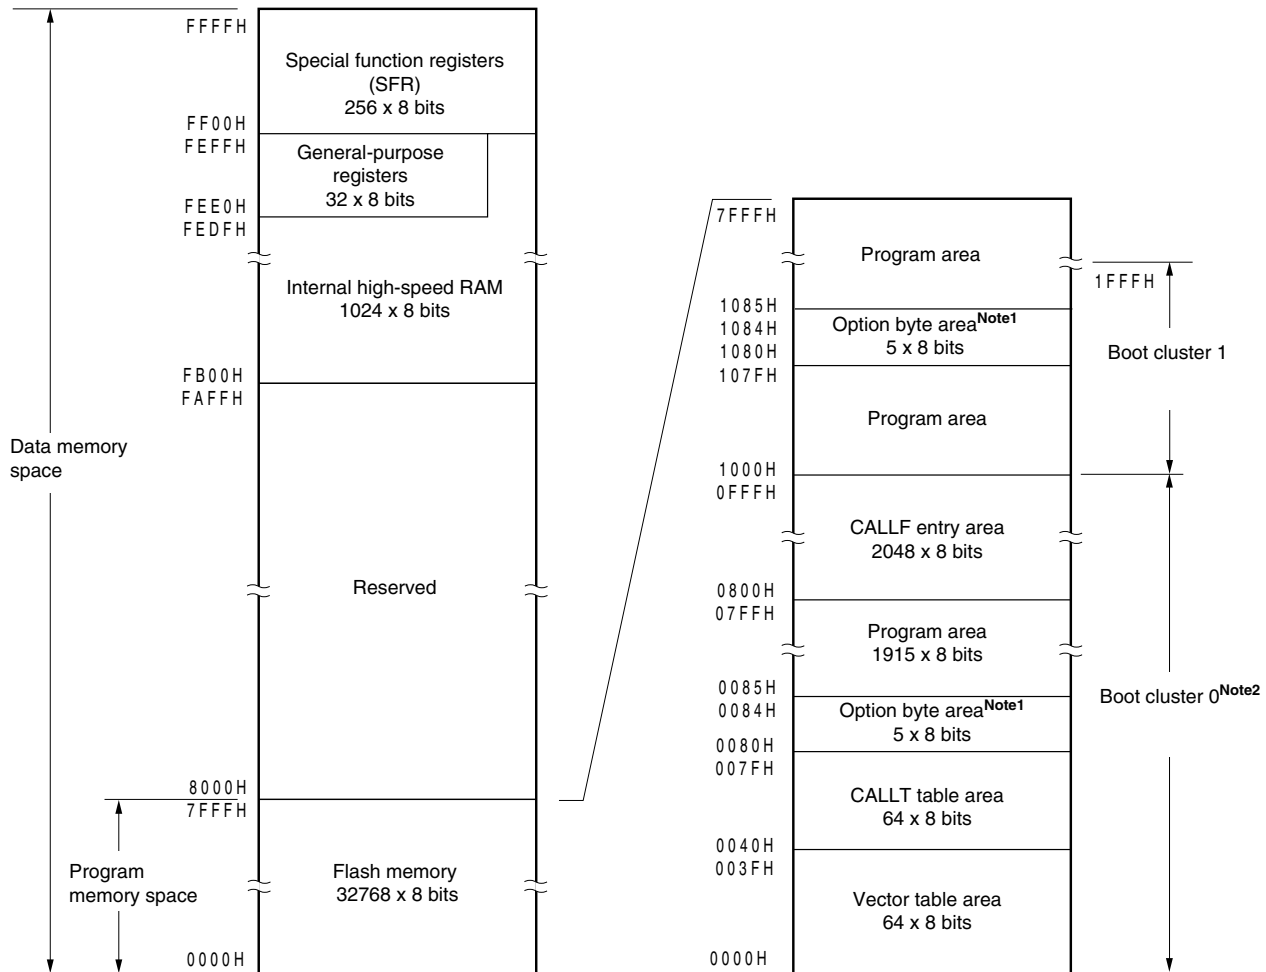 FFFFH
Special function registers
(SFR)
256 x 8 bits
FF00H
FEFFH
General-purpose
registers
32 x 8 bits
FEE0H
FEDFH
Internal high-speed RAM
1024 x 8 bits
FB00H
FAFFH
Data memory
space
Reserved
8000H
7FFFH
Program
memory space
Flash memory
32768 x 8 bits
0000H
7FFFH
Program area
1FFFH
1085H
1084H
Option byte areaNote1
5 x 8 bits
1080H
107FH
Boot cluster 1
Program area
1000H
0FFFH
CALLF entry area
2048 x 8 bits
0800H
07FFH
Program area
1915 x 8 bits
0085H
0084H
Option byte areaNote1
5 x 8 bits
Boot cluster 0Note2
0080H
007FH
CALLT table area
64 x 8 bits
0040H
003FH
Vector table area
64 x 8 bits
0000H